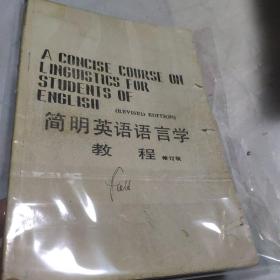 A CONCISE COURSE ON
LINGUISTICS FOR
STUDENTS OF
ENGLISH
(REVISED EDITION)
简明英语语言学
教 程 修订版